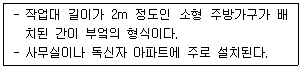 - 작업대 길이가 2m 정도인 소형 주방가구가 배
치된 간이 부엌의 형식이다.
- 사무실이나 독신자 아파트에 주로 설치된다.